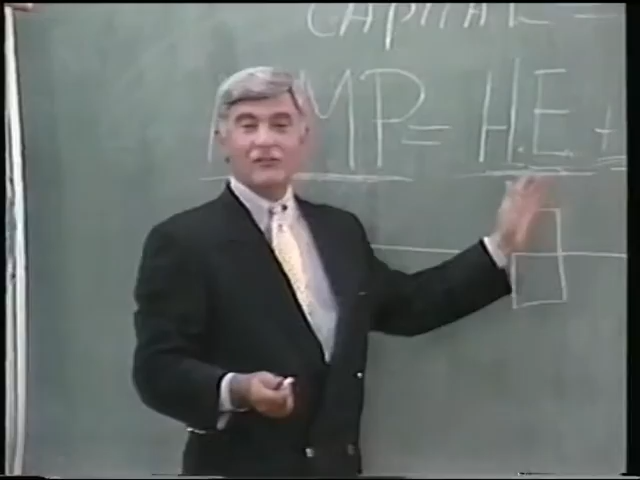 CAPITAL =
MP = H.E. +